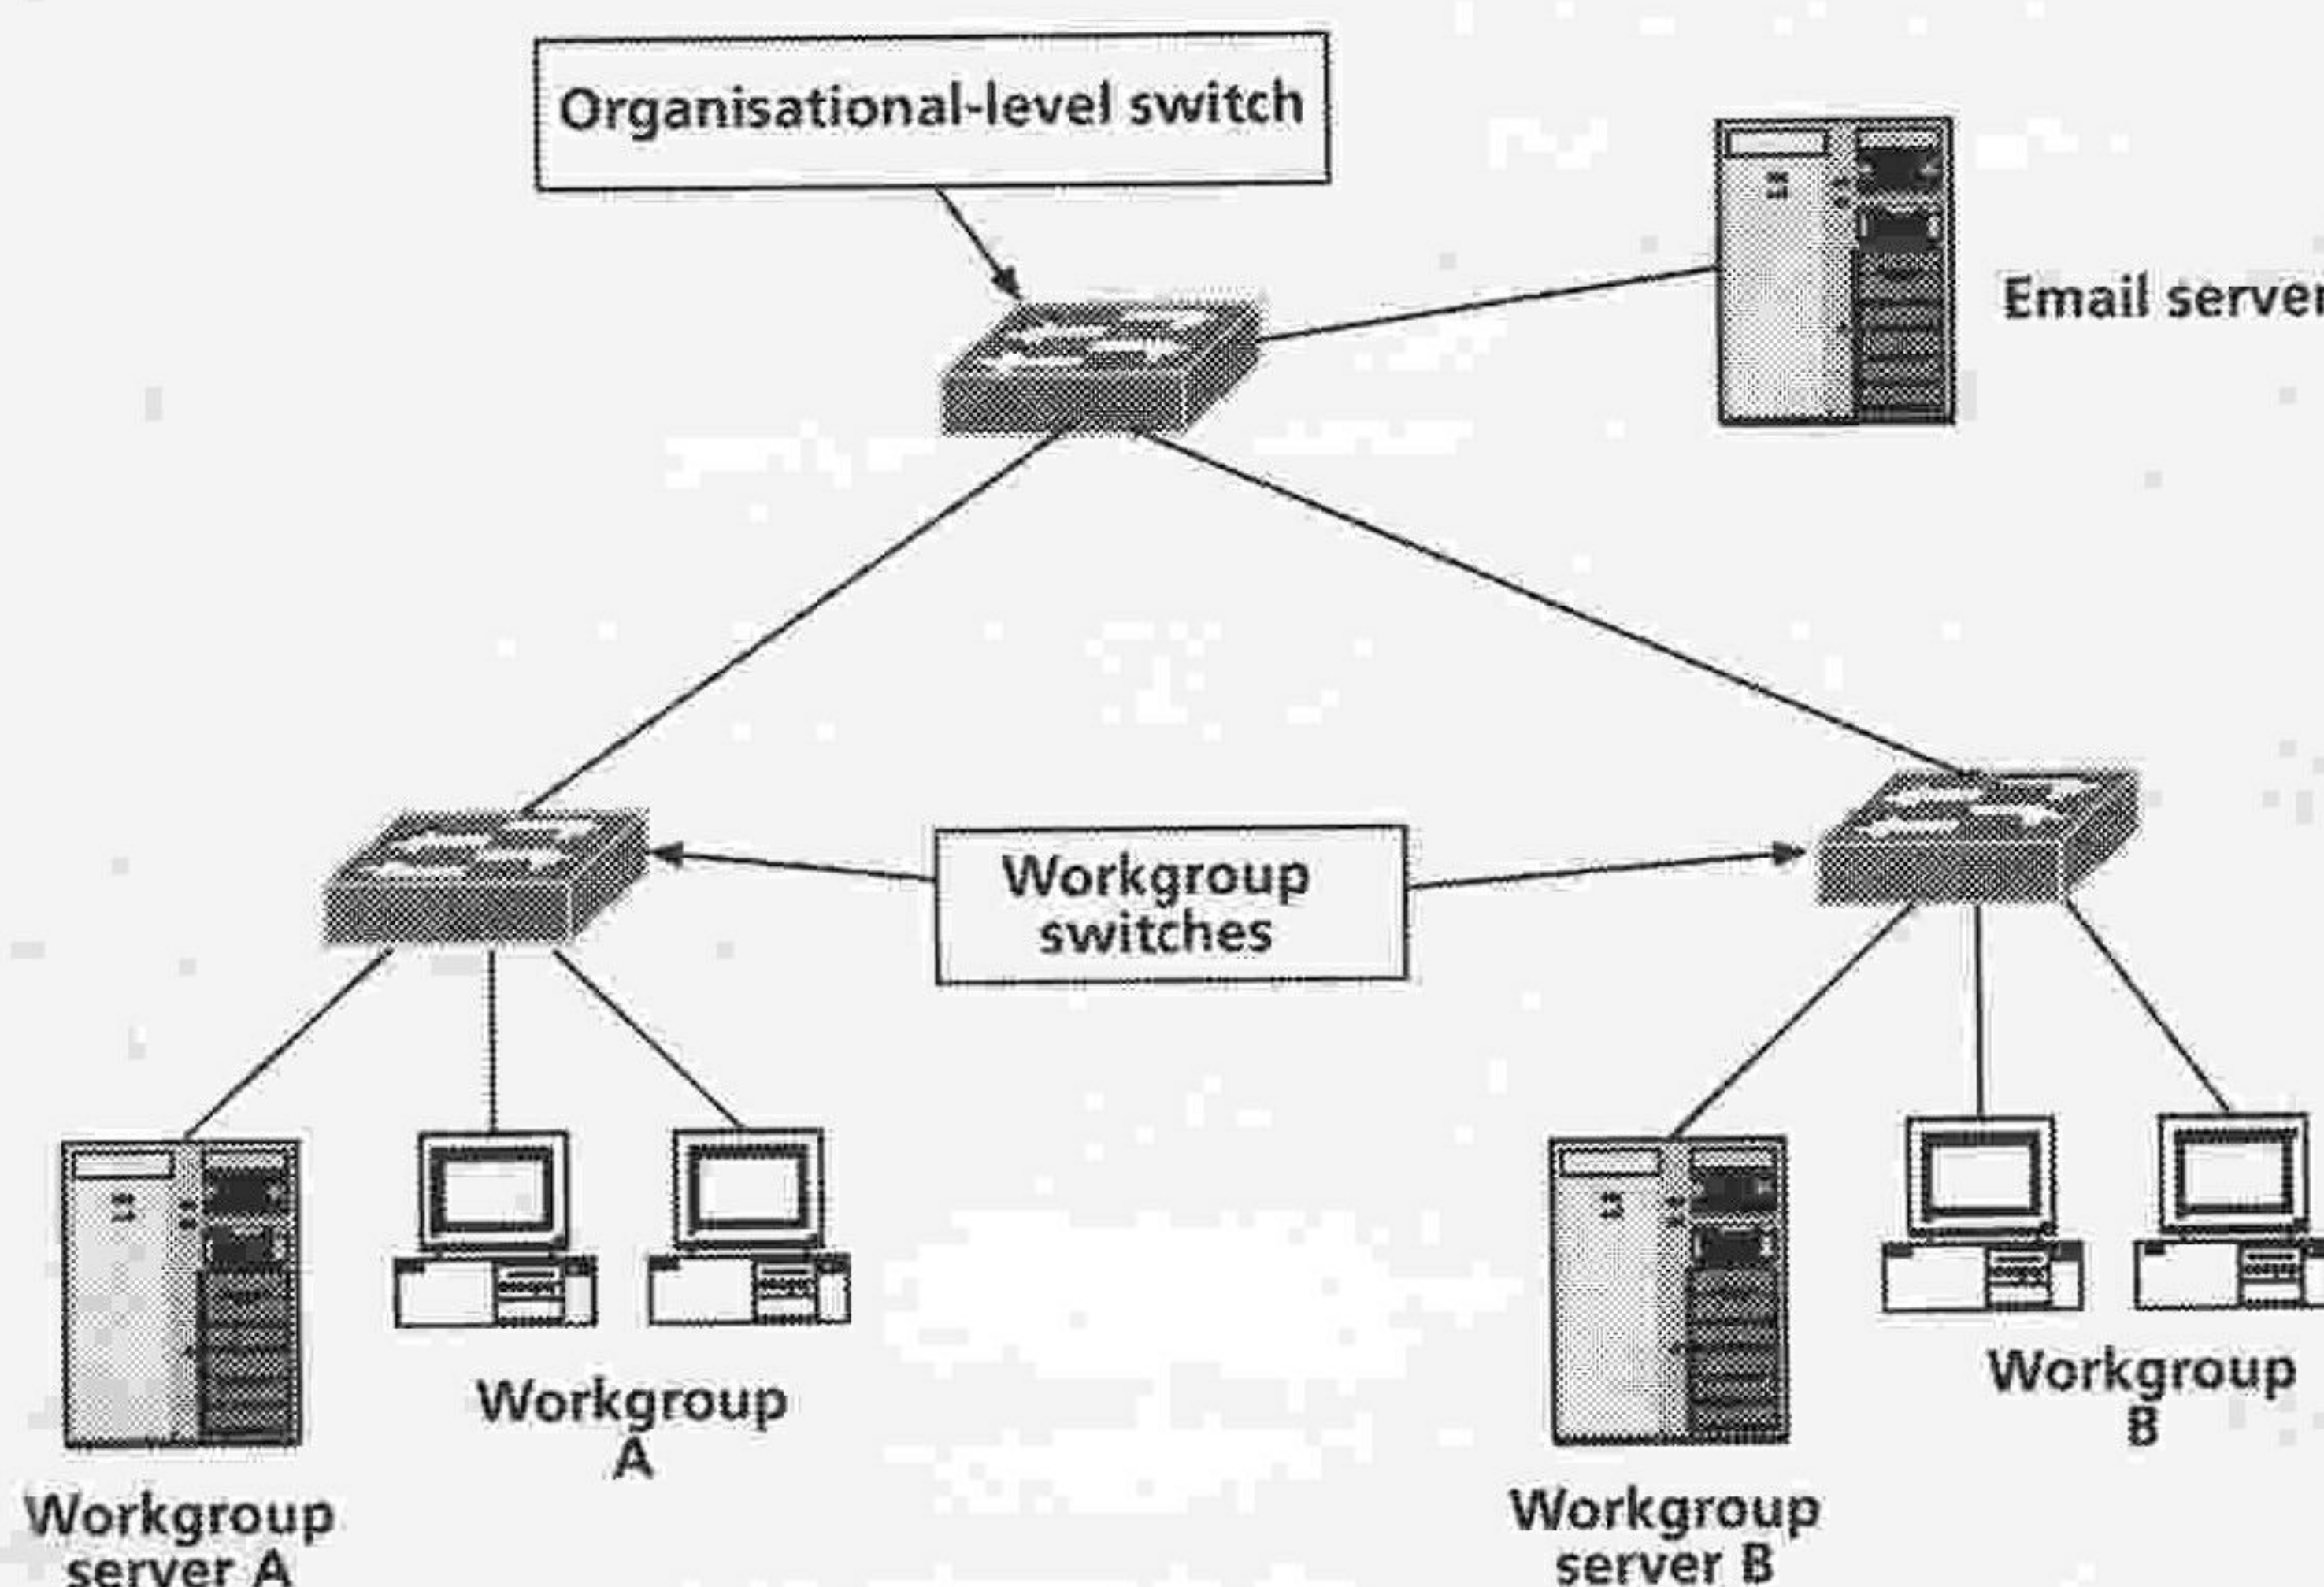 Organisational-level switch
Email server
Workgroup
switches
Workgroup
A
Workgroup
B
Workgroup
server A
Workgroup
server B